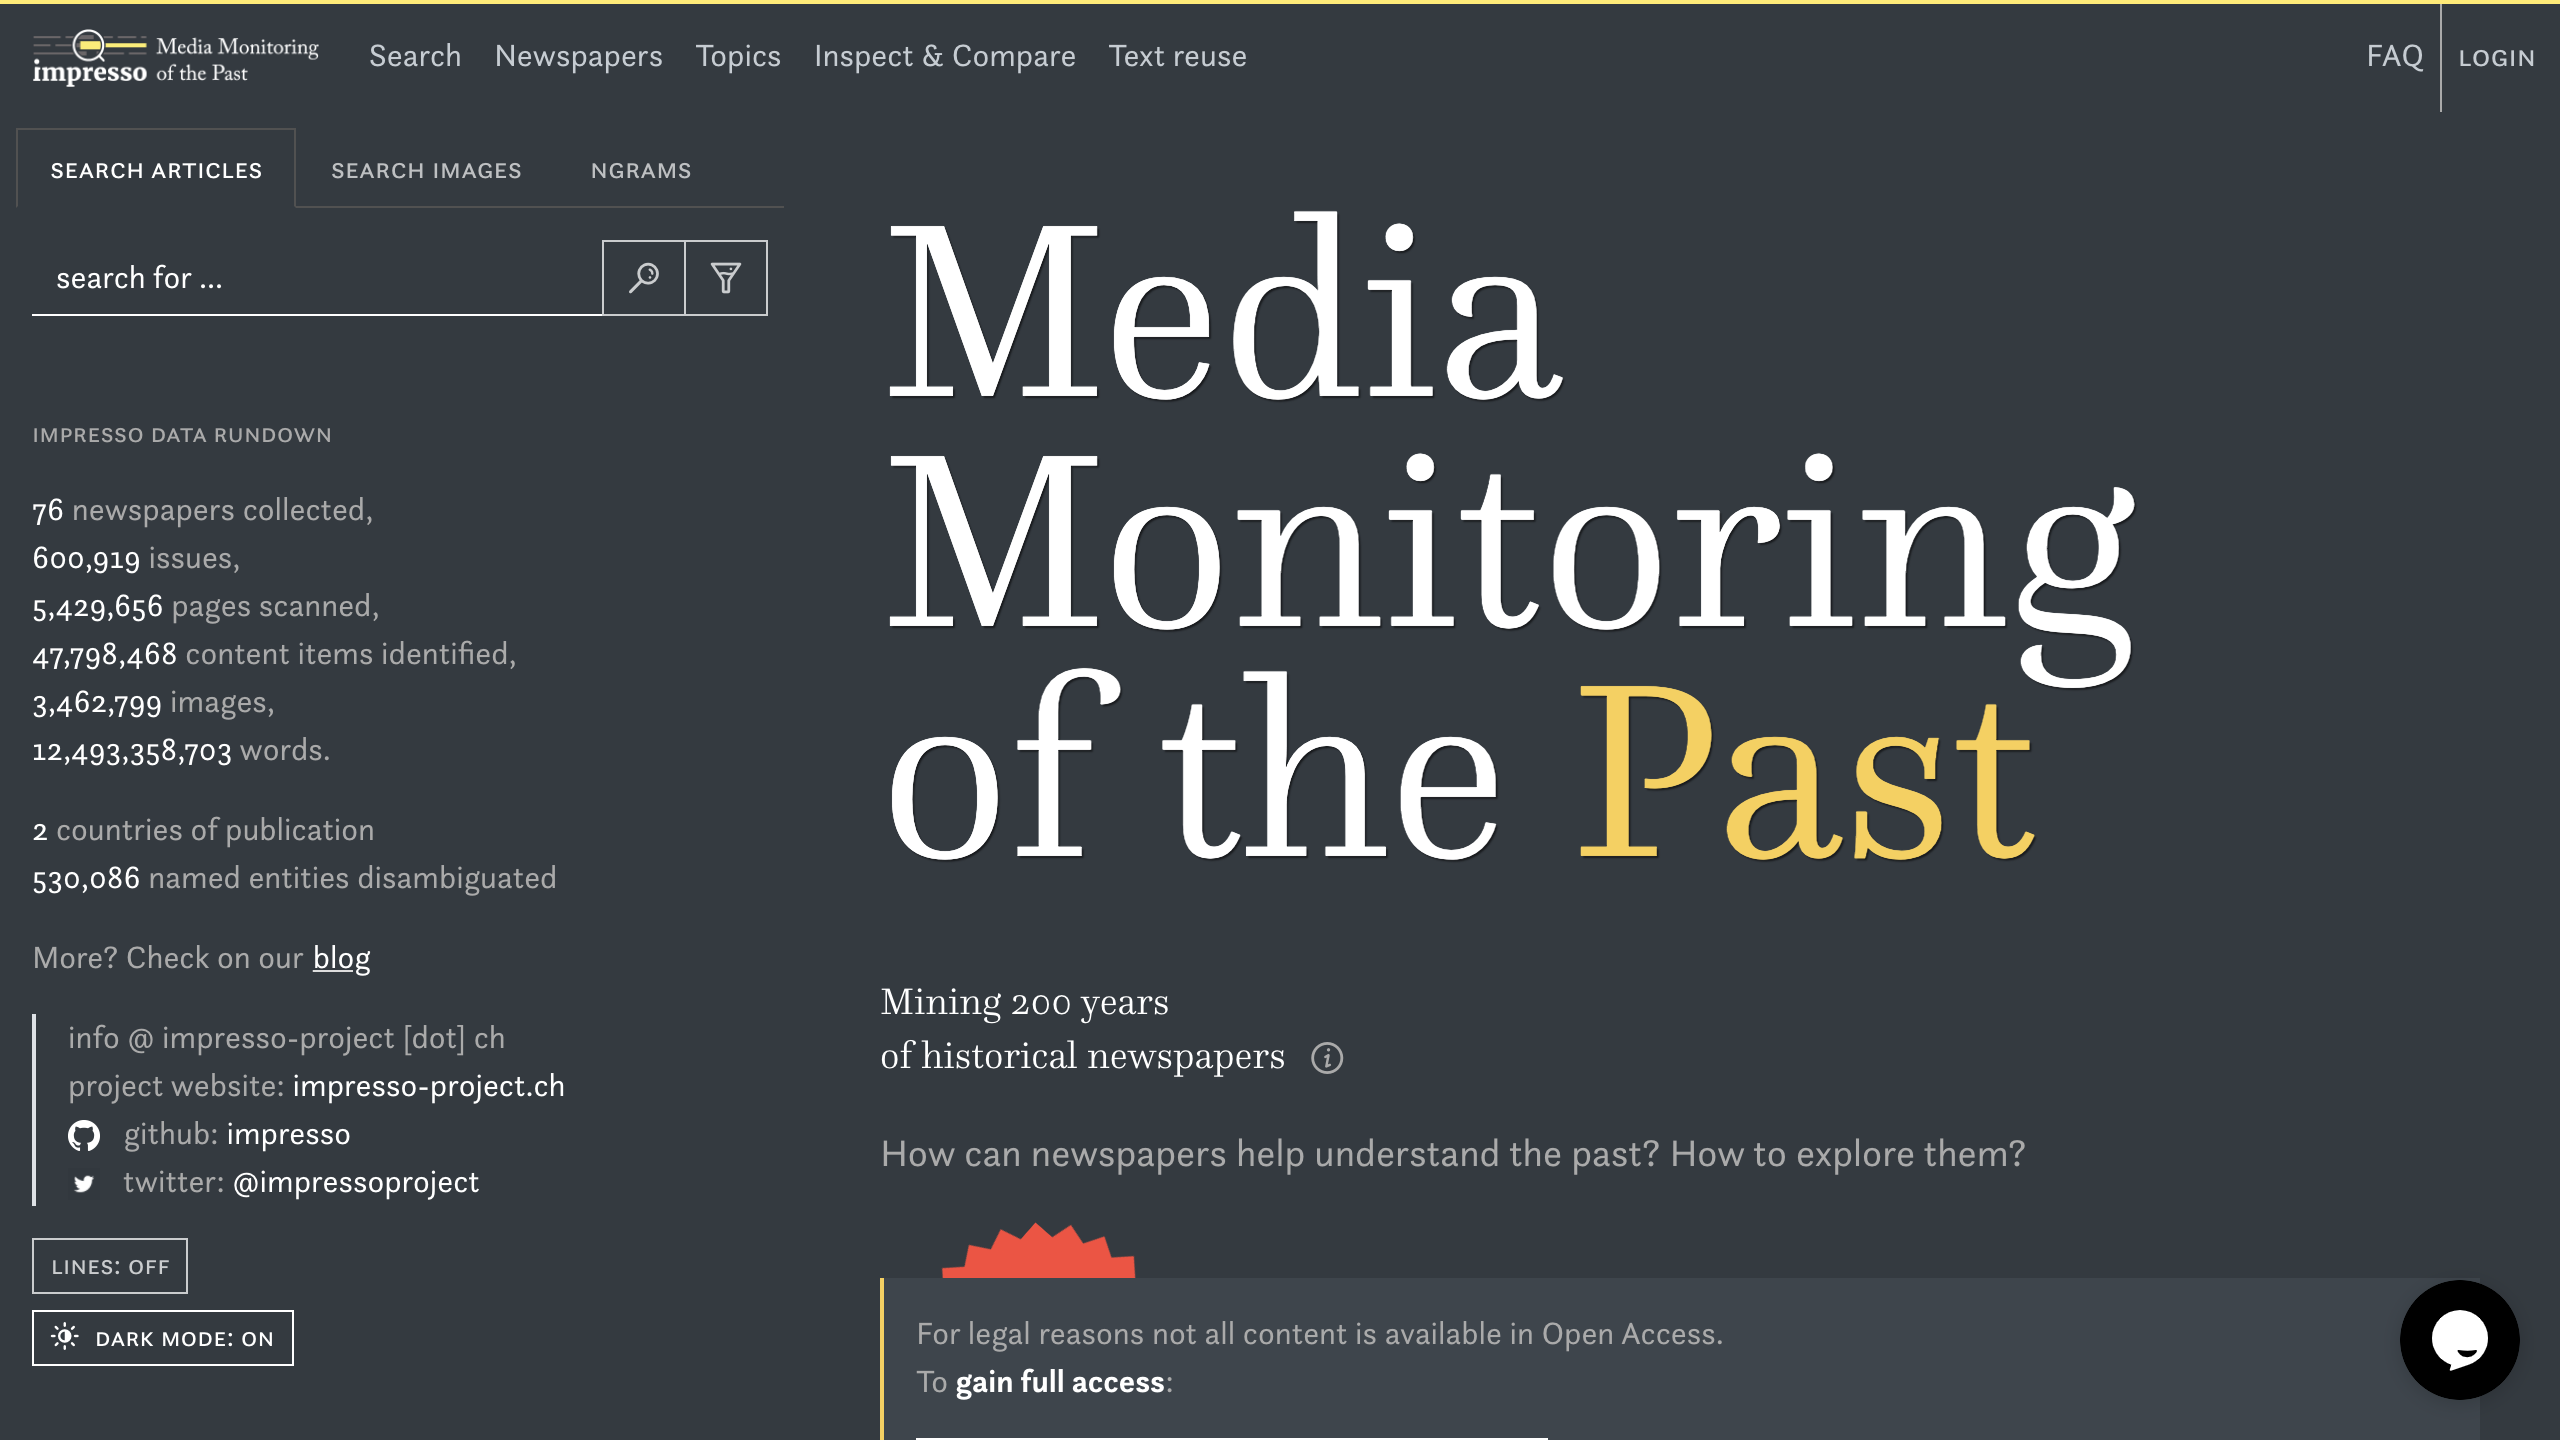 impresso Media Monitoring of the Past
Search Newspapers Topics Inspect & Compare Text reuse
FAQ LOGIN
SEARCH ARTICLES SEARCH IMAGES NGRAMS
search for ...
IMPRESSO DATA RUNDOWN
76 newspapers collected,
600,919 issues,
5,429,656 pages scanned,
47,798,468 content items identified,
3,462,799 images,
12,493,358,703 words.
2 countries of publication
530,086 named entities disambiguated
More? Check on our blog
info @ impresso-project [dot] ch
project website: impresso-project.ch
github: impresso
twitter: @impressoproject
LINES: OFF
DARK MODE: ON
Media
Monitoring
of the Past
Mining 200 years
of historical newspapers
How can newspapers help understand the past? How to explore them?
For legal reasons not all content is available in Open Access.
To gain full access: